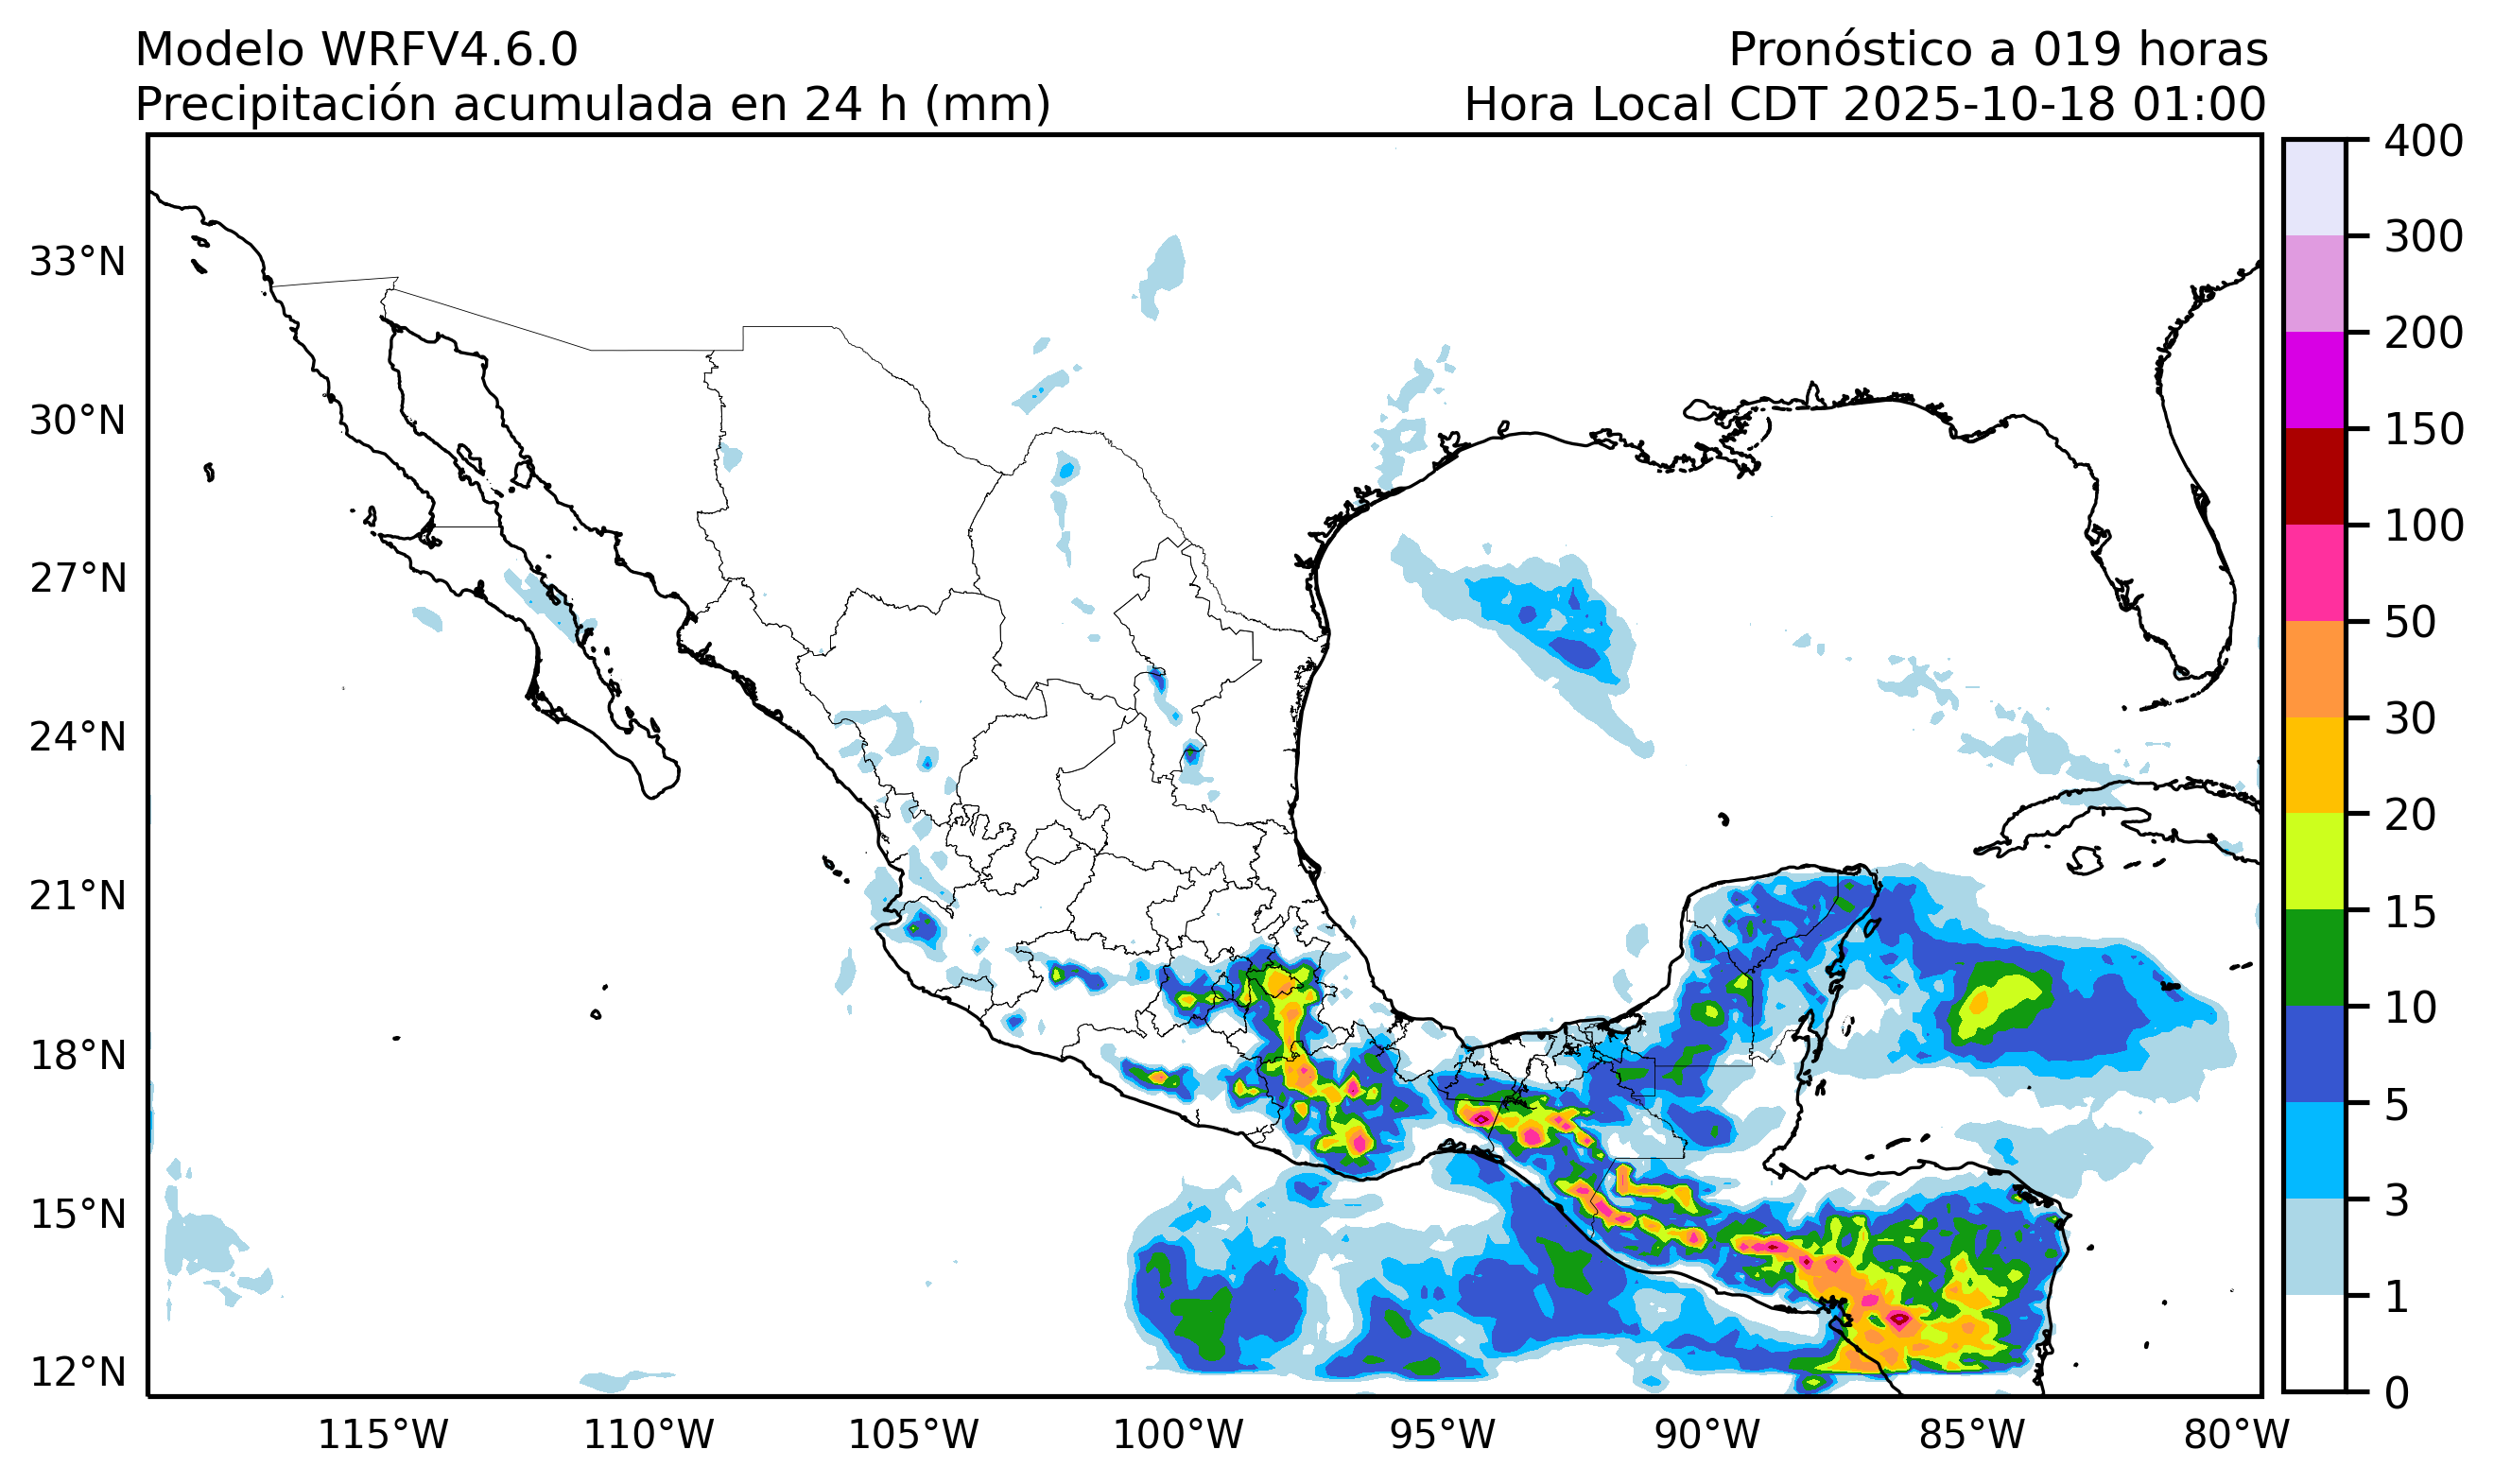 Modelo WRFV4.6.0
Pronóstico a 019 horas
Precipitación acumulada en 24 h (mm)
Hora Local CDT 2025-10-18 01:00
33°N
30°N
27°N
24°N
21°N
18°N
15°N
12°N
115°W
110°W
105°W
100°W
95°W
90°W
85°W
80°W
400
300
200
150
100
50
30
20
15
10
5
3
1
0